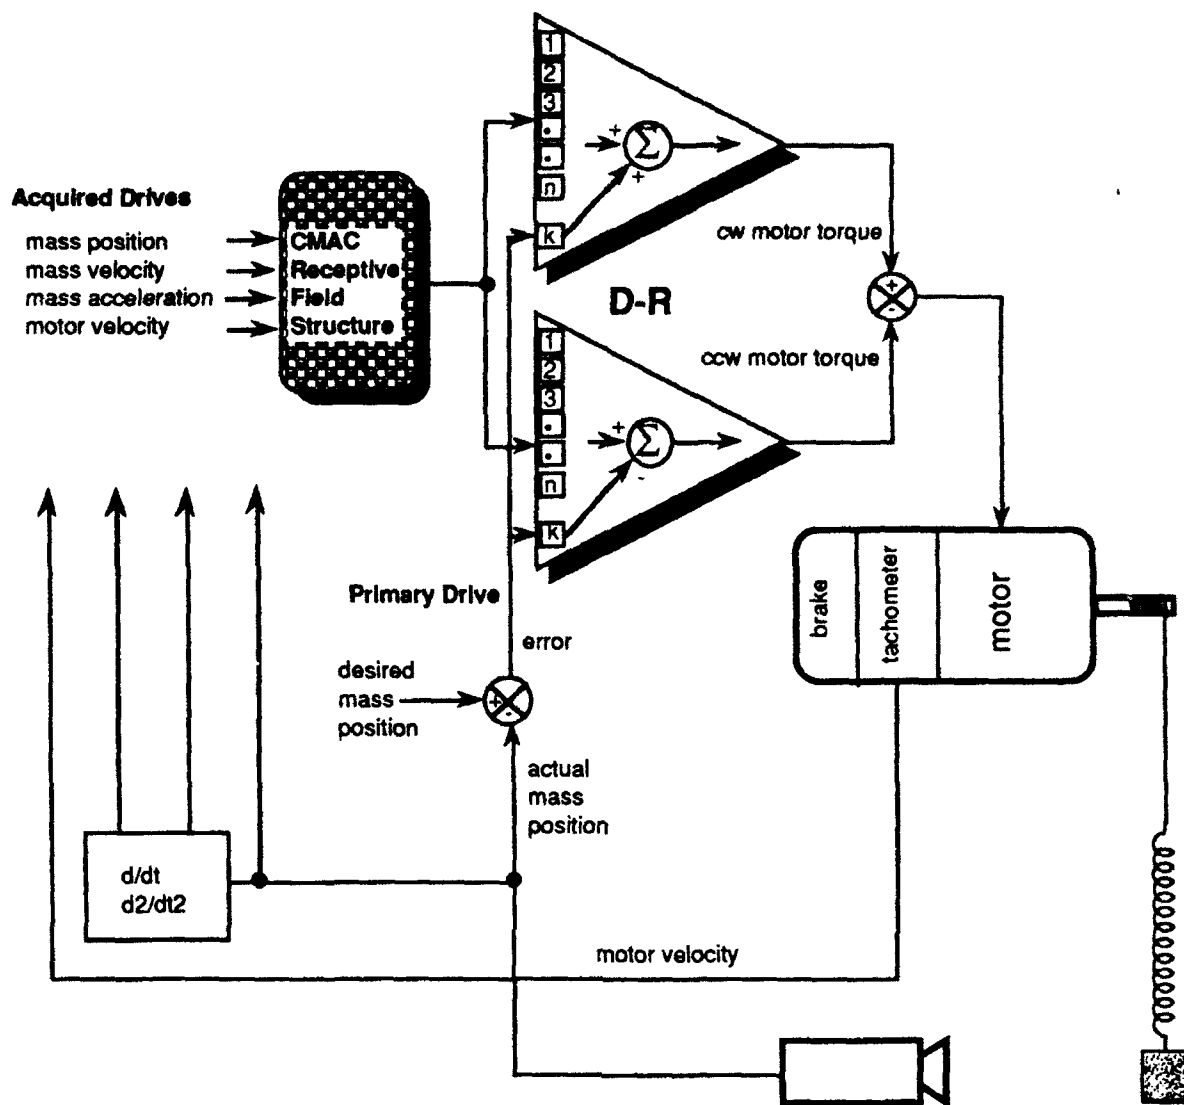 1
2
3
.
.
n
k
+
Σ
+
Acquired Drives
mass position
mass velocity
mass acceleration
motor velocity
CMAC
Receptive
Field
Structure
cw motor torque
D-R
+
-
ccw motor torque
1
2
3
.
.
n
k
+
Σ
-
Primary Drive
error
desired
mass
position
+
-
actual
mass
position
brake
tachometer
motor
d/dt
d2/dt2
motor velocity